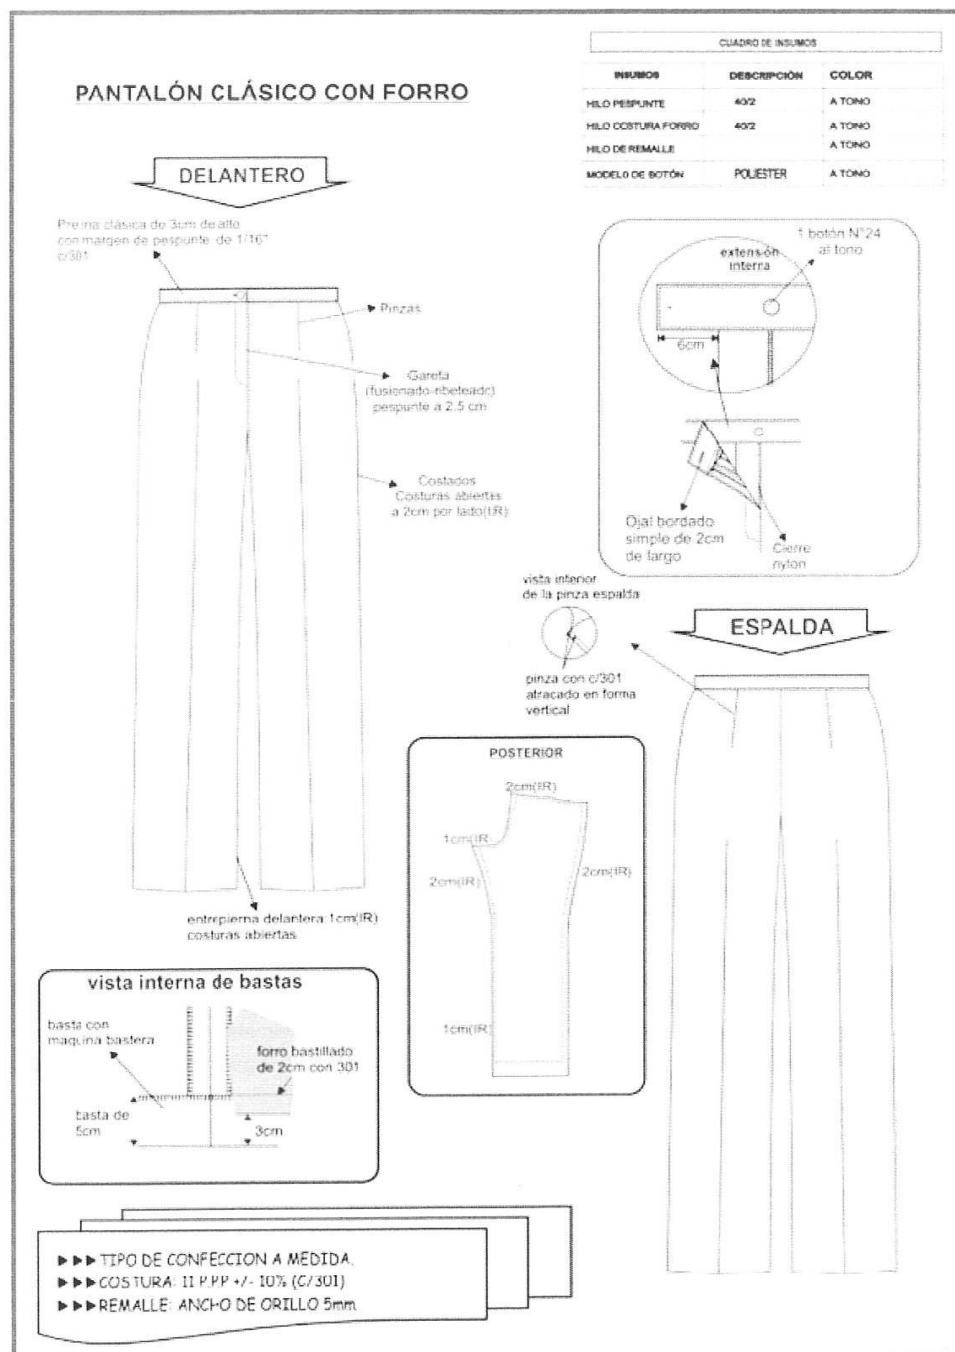 CUADRO DE INSUMOS
INSUMOS DESCRIPCIÓN COLOR
HILO PESPUNTE 40/2 A TONO
HILO COSTURA FORRO 40/2 A TONO
HILO DE REMALLE A TONO
MODELO DE BOTÓN POLIESTER A TONO
PANTALÓN CLÁSICO CON FORRO
DELANTERO
Pretina clásica de 3cm de alto
con margen de pespunte de 1/16"
c/301
Pinzas
Gareta
(fusionado-ribeteado)
pespunte a 2.5 cm
Costados
Costuras abiertas
a 2cm por lado(IR)
entrepierna delantera 1cm(IR)
costuras abiertas
extensión
interna
1 botón N°24
al tono
6cm
Ojal bordado
simple de 2cm
de largo
Cierre
nylon
vista interior
de la pinza espalda
pinza con c/301
atracado en forma
vertical
ESPALDA
POSTERIOR
2cm(IR)
1cm(IR)
2cm(IR)
2cm(IR)
1cm(IR)
vista interna de bastas
basta con
maquina bastera
forro bastillado
de 2cm con 301
basta de
5cm
3cm
TIPO DE CONFECCION A MEDIDA.
COSTURA: 11 P.P.P +/- 10% (C/301)
REMALLE: ANCHO DE ORILLO 5mm